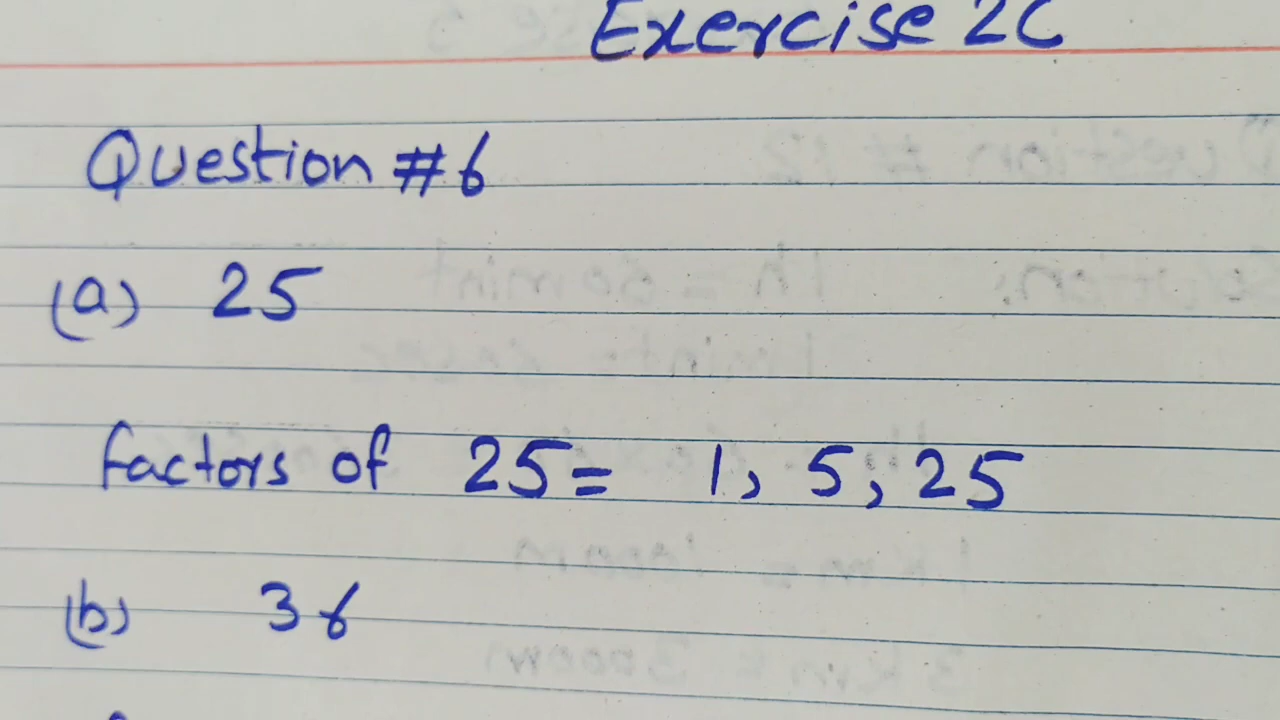 Exercise 2C
Question #6
(a) 25
factors of 25 = 1, 5, 25
(b) 36